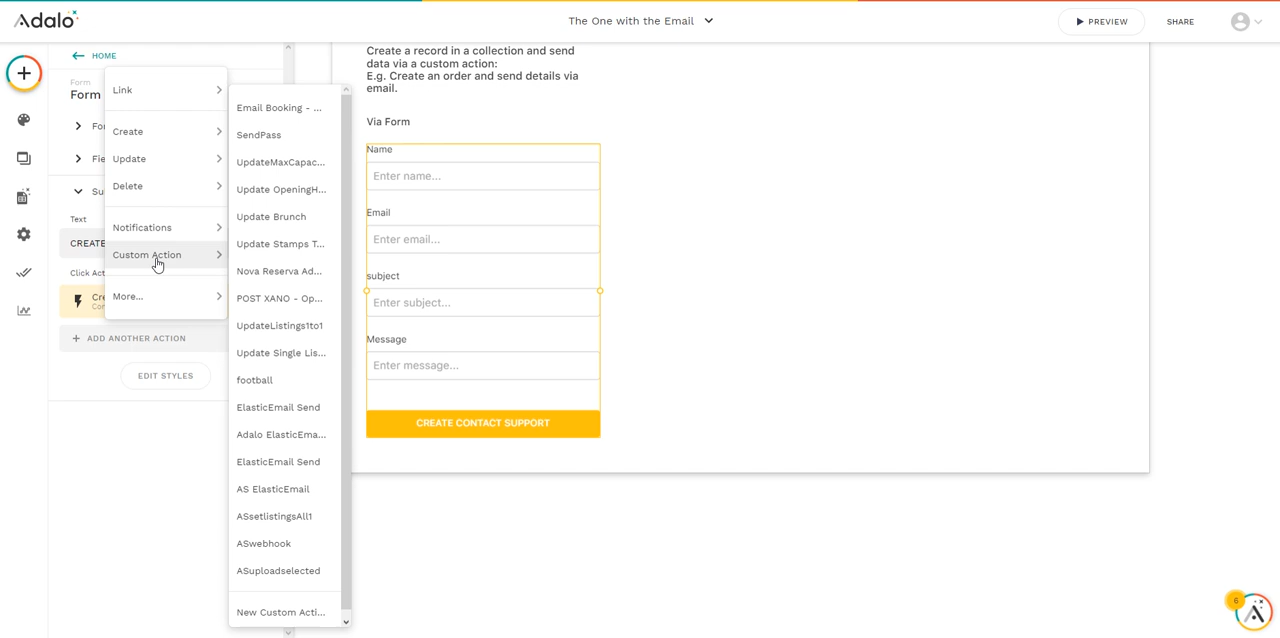 Adalo
The One with the Email
PREVIEW
SHARE
HOME
Form
Form
Text
CREATE
ADD ANOTHER ACTION
EDIT STYLES
Link
Create
Update
Delete
Notifications
Custom Action
More...
Email Booking - ...
SendPass
UpdateMaxCapac...
Update OpeningH...
Update Brunch
Update Stamps T...
Nova Reserva Ad...
POST XANO - Op...
UpdateListings1to1
Update Single Lis...
football
ElasticEmail Send
Adalo ElasticEma...
ElasticEmail Send
AS ElasticEmail
ASsetlistingsAll1
ASwebhook
ASuploadselected
New Custom Acti...
Create a record in a collection and send
data via a custom action:
E.g. Create an order and send details via
email.
Via Form
Name
Enter name...
Email
Enter email...
subject
Enter subject...
Message
Enter message...
CREATE CONTACT SUPPORT
6